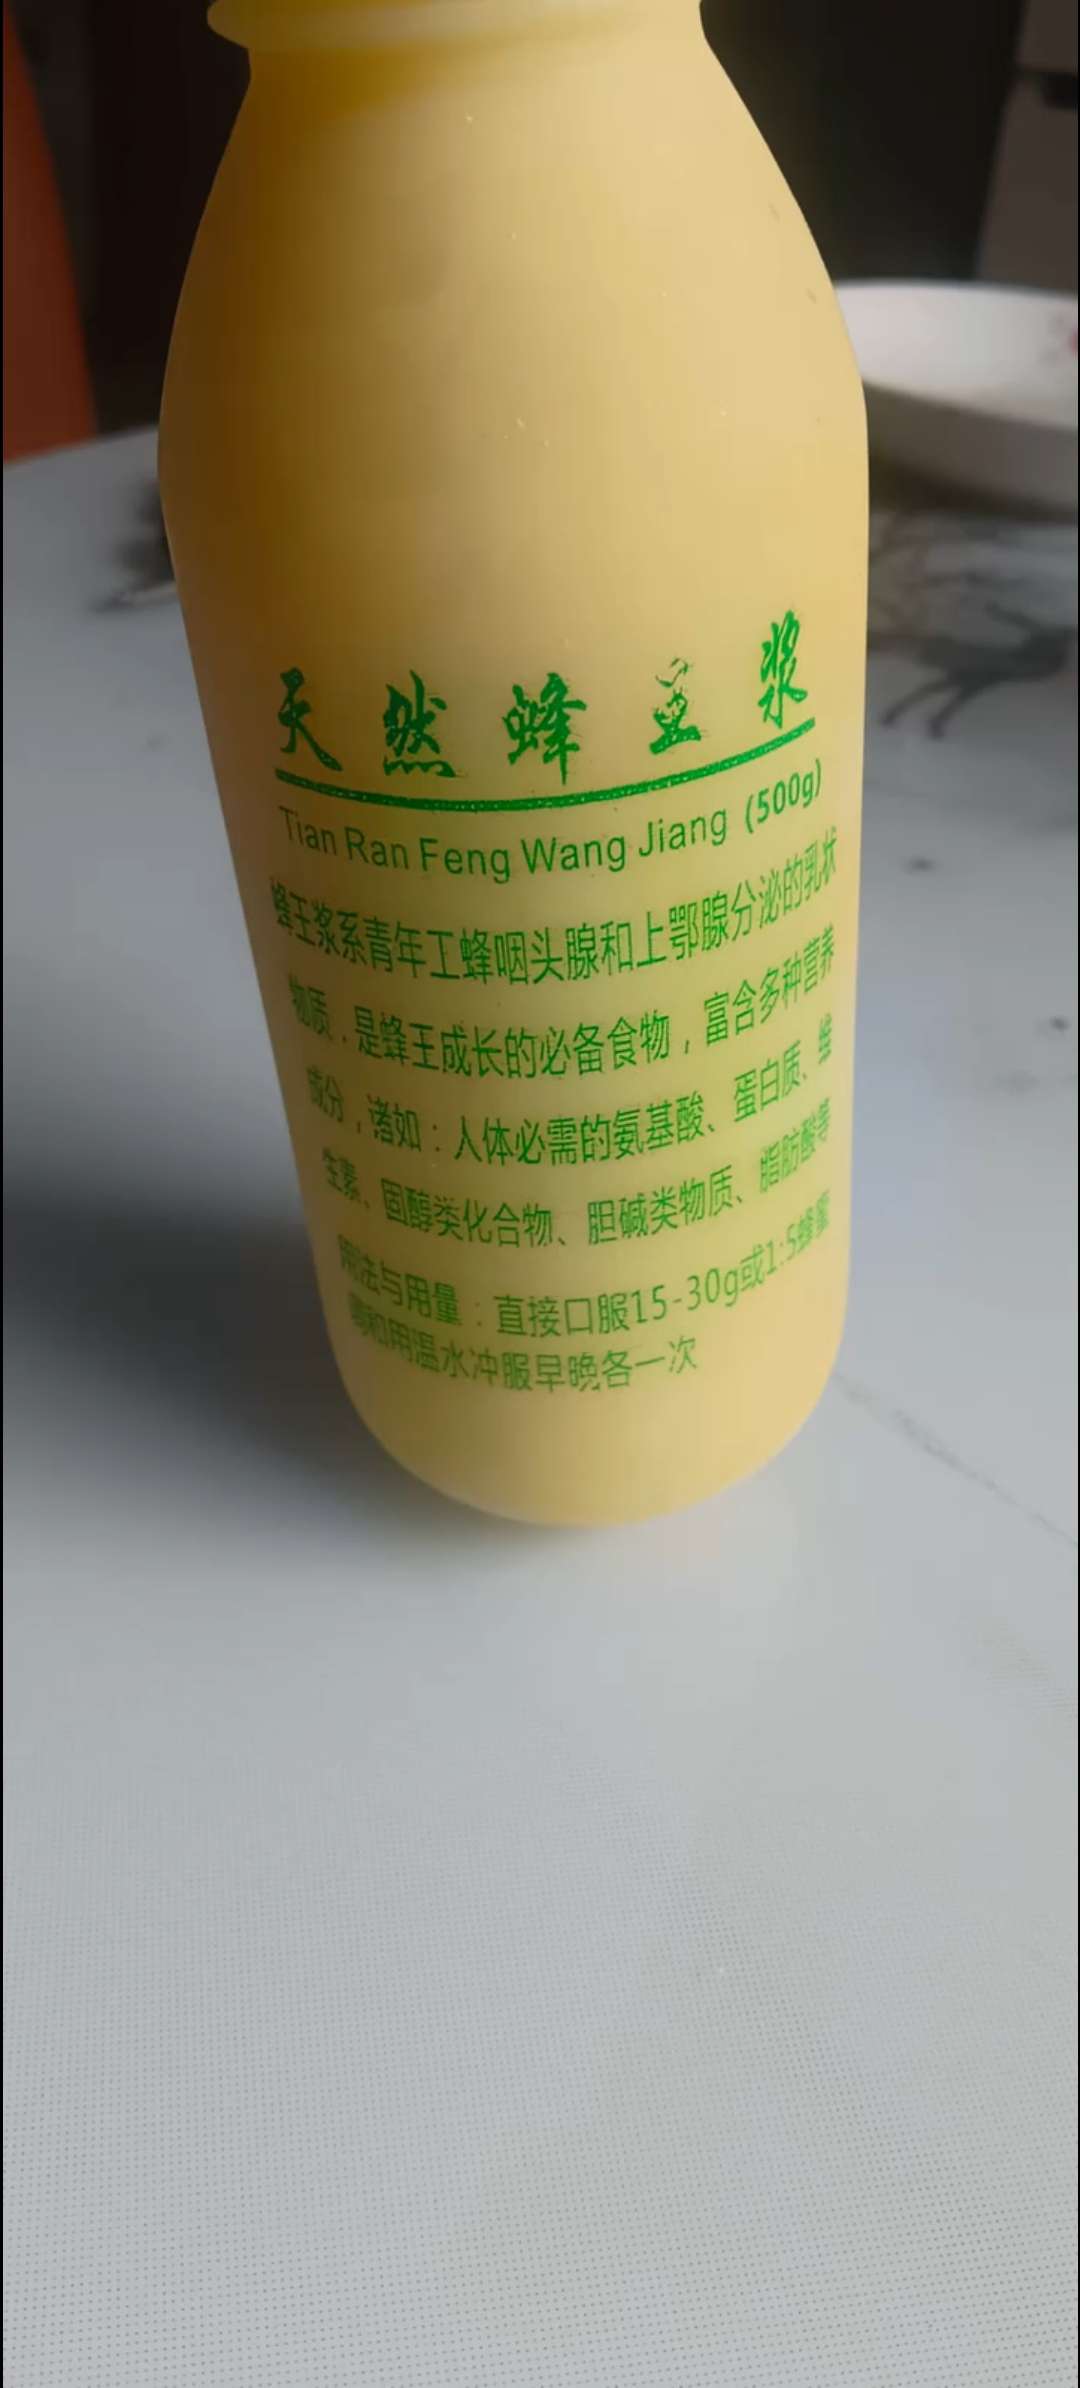 天然蜂王浆
Tian Ran Feng Wang Jiang (500g)
蜂王浆系青年工蜂咽头腺和上鄂腺分泌的乳状
物质，是蜂王成长的必备食物，富含多种营养
成分，诸如：人体必需的氨基酸、蛋白质、维
生素、固醇类化合物、胆碱类物质、脂肪酸等
用法与用量：直接口服15-30g或1:5蜂蜜
调和用温水冲服早晚各一次